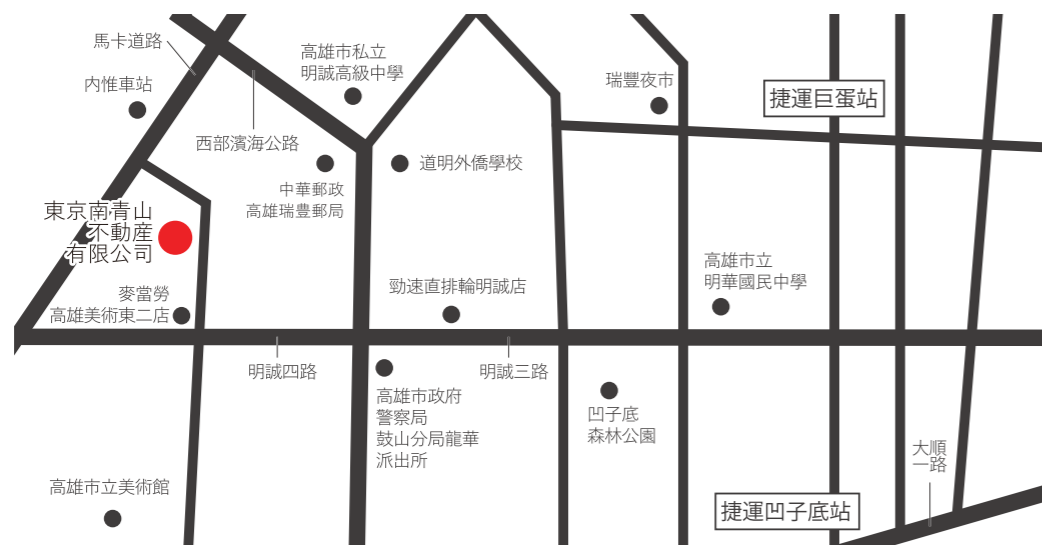 馬卡道路
内惟車站
高雄市私立
明誠高級中學
瑞豐夜市
捷運巨蛋站
西部濱海公路
中華郵政
高雄瑞豊郵局
道明外僑學校
東京南青山
不動産
有限公司
高雄市立
明華國民中學
麥當勞
高雄美術東二店
勁速直排輪明誠店
明誠四路
明誠三路
高雄市政府
警察局
鼓山分局龍華
派出所
凹子底
森林公園
大順
一路
高雄市立美術館
捷運凹子底站